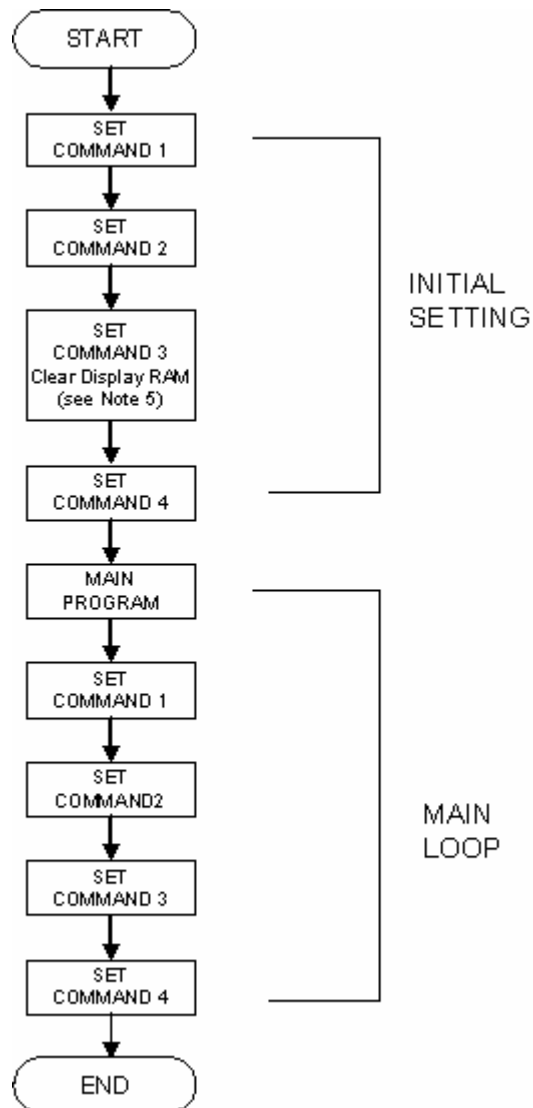 START
SET
COMMAND 1
SET
COMMAND 2
SET
COMMAND 3
Clear Display RAM
(see Note 5)
SET
COMMAND 4
INITIAL
SETTING
MAIN
PROGRAM
SET
COMMAND 1
SET
COMMAND2
SET
COMMAND 3
SET
COMMAND 4
MAIN
LOOP
END